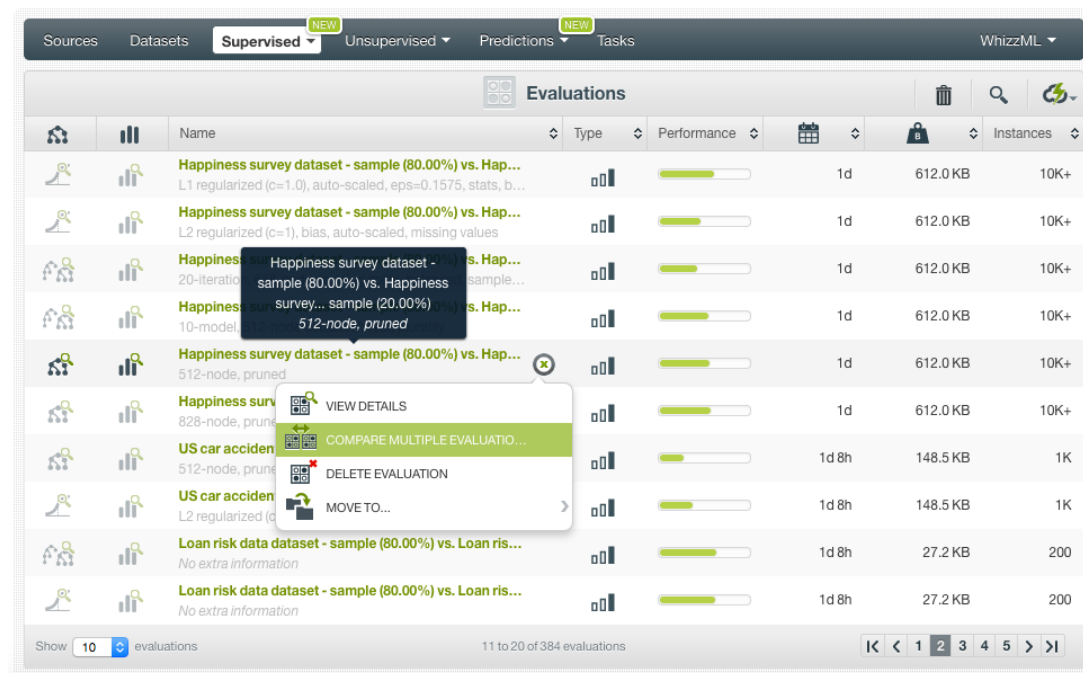 NEW NEW
Sources Datasets Supervised Unsupervised Predictions Tasks WhizzML
Evaluations
Name Type Performance B Instances
Happiness survey dataset - sample (80.00%) vs. Hap...
L1 regularized (c=1.0), auto-scaled, eps=0.1575, stats, b...
1d 612.0 KB 10K+
Happiness survey dataset - sample (80.00%) vs. Hap...
L2 regularized (c=1), bias, auto-scaled, missing values
1d 612.0 KB 10K+
Happiness vs. Hap...
20-iteration sample...
1d 612.0 KB 10K+
Happiness survey dataset -
sample (80.00%) vs. Happiness
survey... sample (20.00%)
512-node, pruned
Happiness vs. Hap...
10-model,
1d 612.0 KB 10K+
Happiness survey dataset - sample (80.00%) vs. Hap...
512-node, pruned
1d 612.0 KB 10K+
Happiness surv
828-node, prune
1d 612.0 KB 10K+
VIEW DETAILS
COMPARE MULTIPLE EVALUATIO...
DELETE EVALUATION
MOVE TO...
US car acciden
512-node, prune
1d 8h 148.5 KB 1K
US car acciden
L2 regularized (c
1d 8h 148.5 KB 1K
Loan risk data dataset - sample (80.00%) vs. Loan ris...
No extra information
1d 8h 27.2 KB 200
Loan risk data dataset - sample (80.00%) vs. Loan ris...
No extra information
1d 8h 27.2 KB 200
Show 10 evaluations 11 to 20 of 384 evaluations 1 2 3 4 5